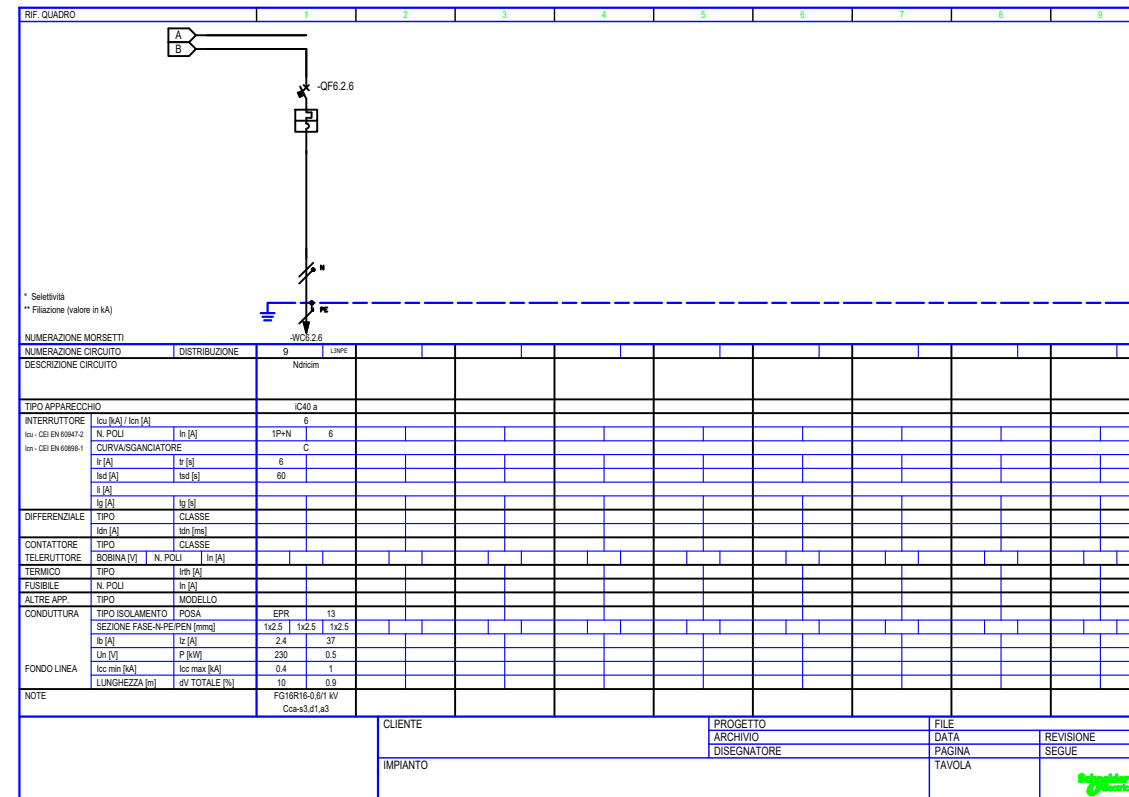 RIF. QUADRO 1 2 3 4 5 6 7 8 9
A
B
-QF6.2.6
N
* Selettività
** Filiazione (valore in kA)
PE
NUMERAZIONE MORSETTI -WC6.2.6
NUMERAZIONE CIRCUITO DISTRIBUZIONE 9 L3NPE
DESCRIZIONE CIRCUITO Ndricim
TIPO APPARECCHIO iC40 a
INTERRUTTORE Icu [kA] / Icn [A] 6
Icu - CEI EN 60947-2 N. POLI In [A] 1P+N 6
Icn - CEI EN 60898-1 CURVA/SGANCIATORE C
Ir [A] tr [s] 6
Isd [A] tsd [s] 60
Ii [A]
Ig [A] tg [s]
DIFFERENZIALE TIPO CLASSE
Idn [A] tdn [ms]
CONTATTORE TIPO CLASSE
TELERUTTORE BOBINA [V] N. POLI In [A]
TERMICO TIPO Irth [A]
FUSIBILE N. POLI In [A]
ALTRE APP. TIPO MODELLO
CONDUTTURA TIPO ISOLAMENTO POSA EPR 13
SEZIONE FASE-N-PE/PEN [mmq] 1x2.5 1x2.5 1x2.5
Ib [A] Iz [A] 2.4 37
Un [V] P [kW] 230 0.5
FONDO LINEA Icc min [kA] Icc max [kA] 0.4 1
LUNGHEZZA [m] dV TOTALE [%] 10 0.9
NOTE FG16R16-0,6/1 kV
Cca-s3,d1,a3
CLIENTE PROGETTO FILE
ARCHIVIO DATA REVISIONE
DISEGNATORE PAGINA SEGUE
IMPIANTO TAVOLA
Schneider
Electric